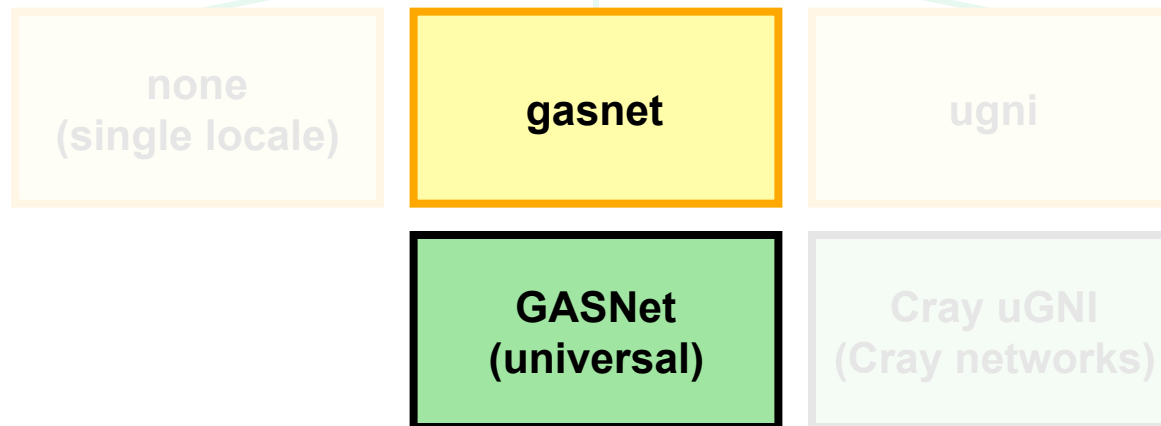 none
(single locale)
gasnet
ugni
GASNet
(universal)
Cray uGNI
(Cray networks)